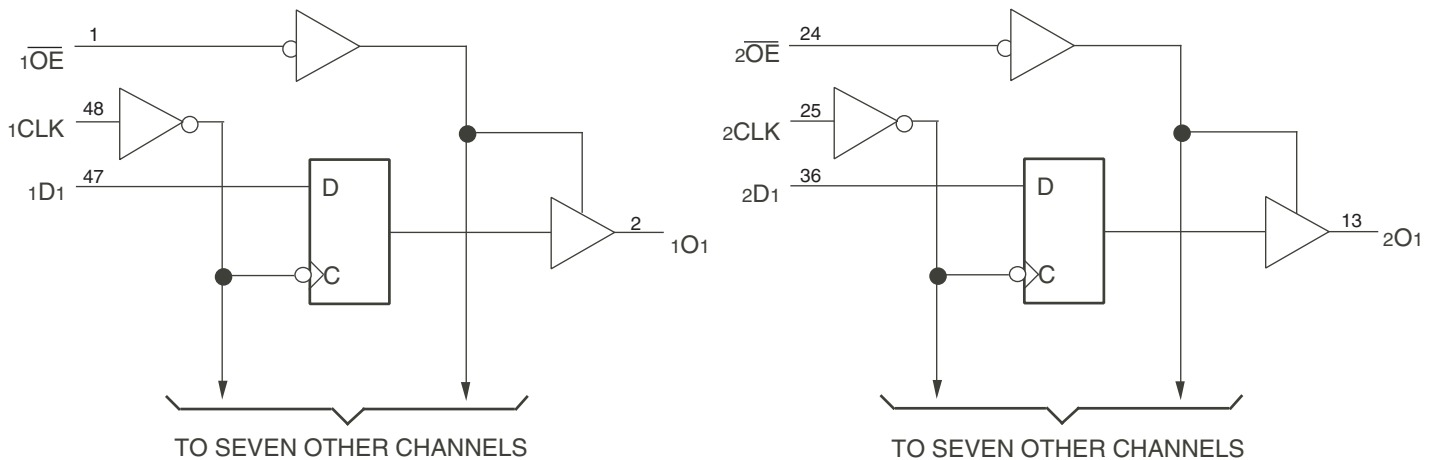 1OE 1
48
1CLK
1D1 47
D
C
2 1O1
TO SEVEN OTHER CHANNELS
2OE 24
25
2CLK
2D1 36
D
C
13 2O1
TO SEVEN OTHER CHANNELS